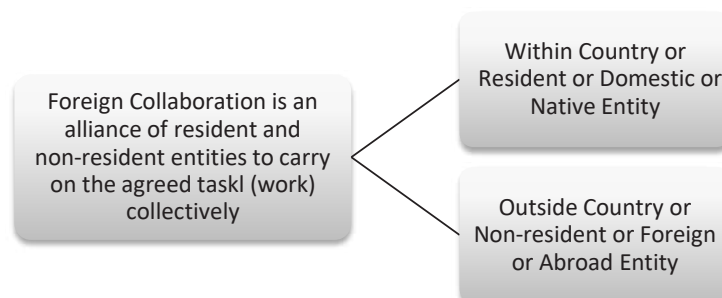 Foreign Collaboration is an
alliance of resident and
non-resident entities to carry
on the agreed taskl (work)
collectively
Within Country or
Resident or Domestic or
Native Entity
Outside Country or
Non-resident or Foreign
or Abroad Entity